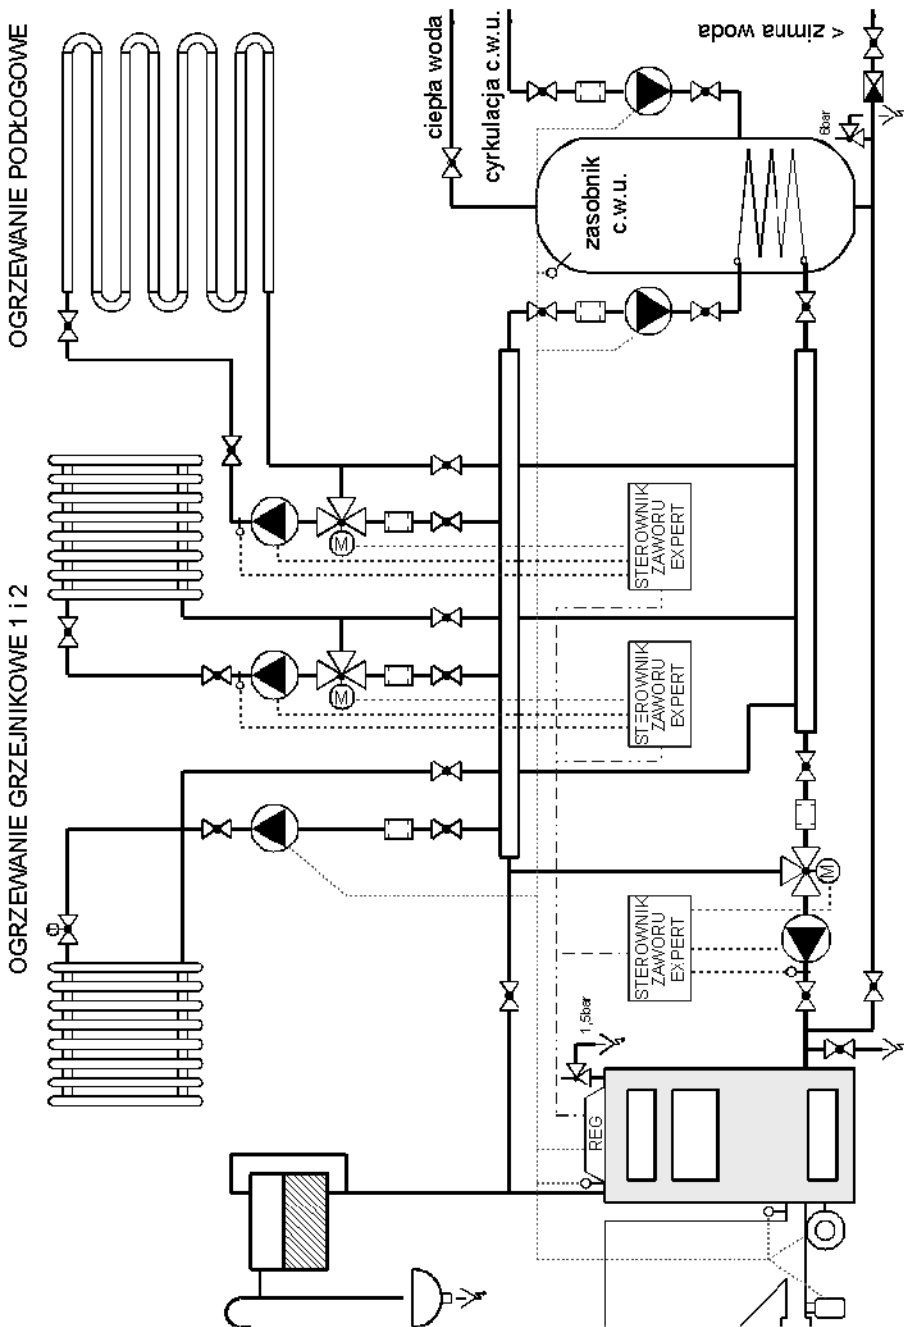 OGRZEWANIE PODŁOGOWE
OGRZEWANIE GRZEJNIKOWE 1 i 2
ciepła woda
cyrkulacja c.w.u.
zimna woda >
6bar
zasobnik
c.w.u.
M
STEROWNIK
ZAWORU
EXPERT
M
STEROWNIK
ZAWORU
EXPERT
M
STEROWNIK
ZAWORU
EXPERT
1,5bar
REG